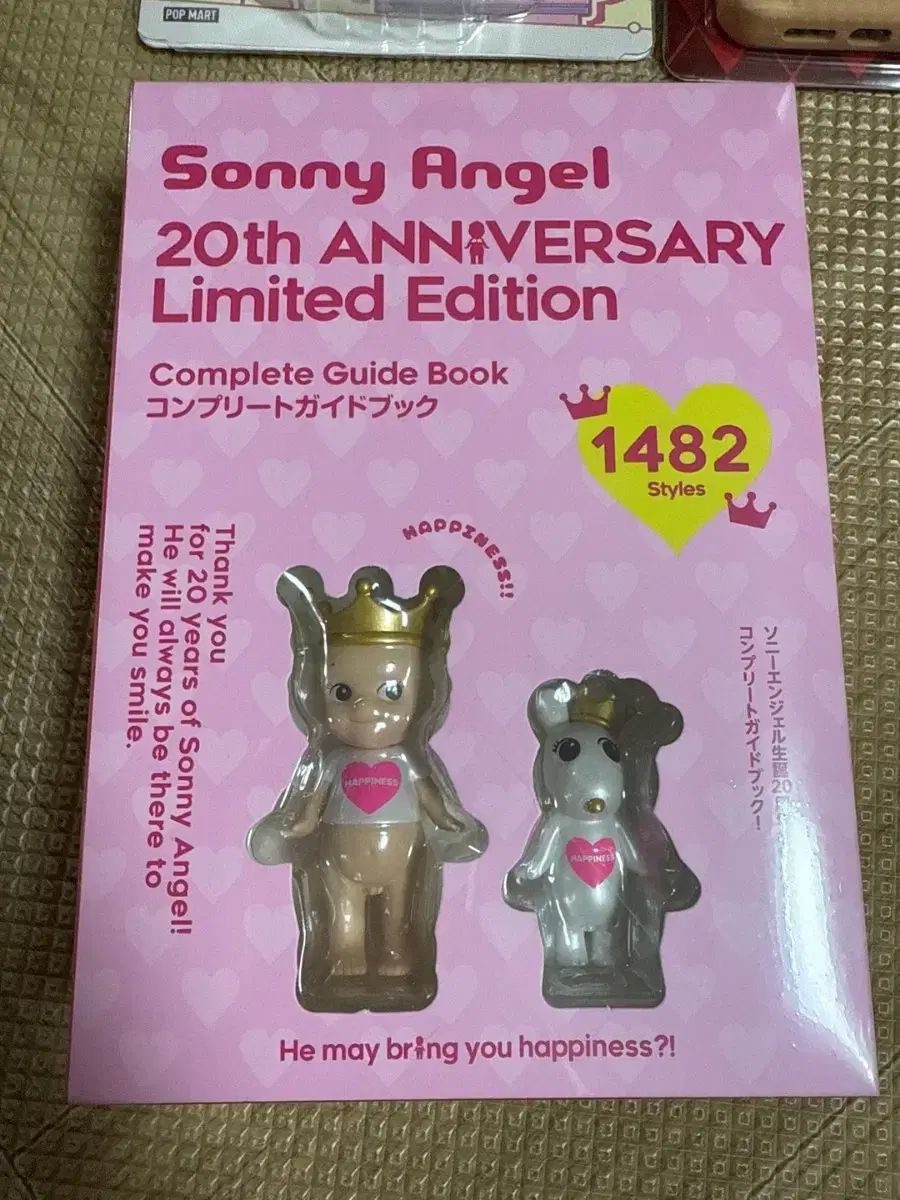 POP MART
Sonny Angel
20th ANNIVERSARY
Limited Edition
Complete Guide Book
コンプリートガイドブック
1482
Styles
HAPPINESS!!
Thank you
for 20 years of Sonny Angel!
He will always be there to
make you smile.
ソニーエンジェル生誕20
コンプリートガイドブック!
HAPPINESS
HAPPINESS
He may bring you happiness?!